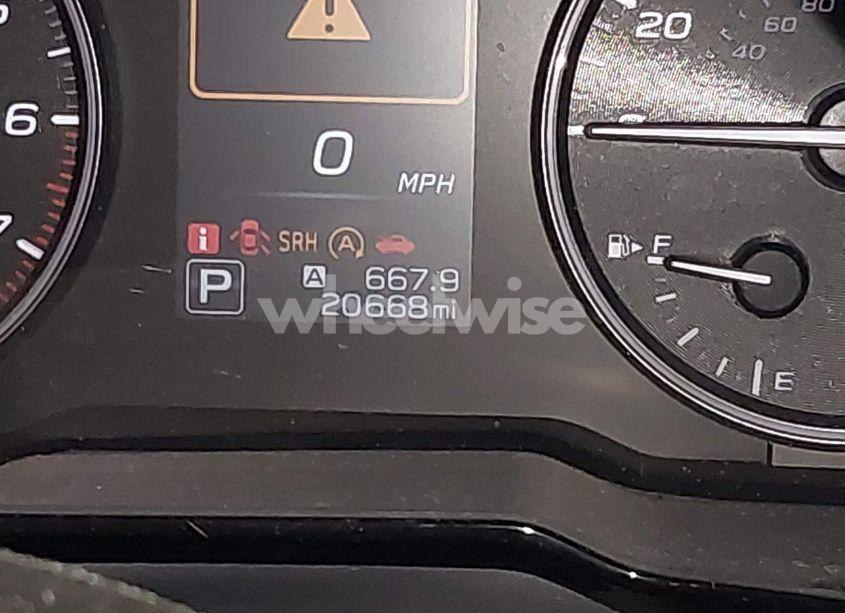 20
80
60
40
6
0
MPH
7
i
SRH
A
F
P
A 667.9
20668mi
wheelwise
E